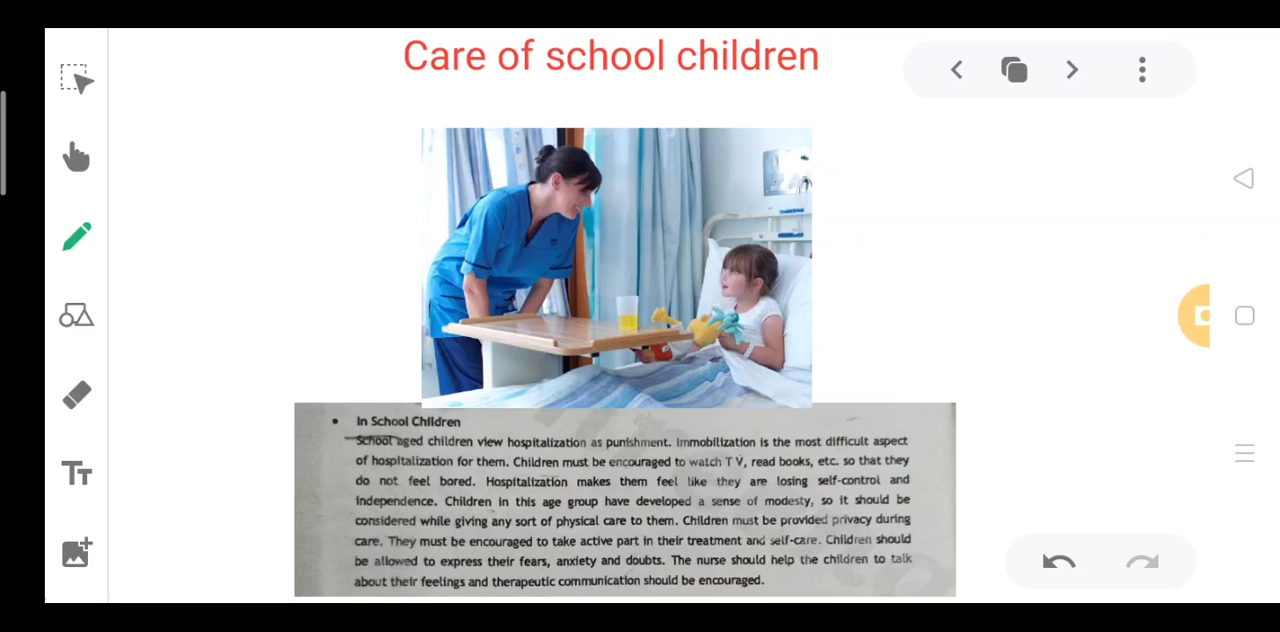 Care of school children
• In School Children
School aged children view hospitalization as punishment. Immobilization is the most difficult aspect
of hospitalization for them. Children must be encouraged to watch T V, read books, etc. so that they
do not feel bored. Hospitalization makes them feel like they are losing self-control and
independence. Children in this age group have developed a sense of modesty, so it should be
considered while giving any sort of physical care to them. Children must be provided privacy during
care. They must be encouraged to take active part in their treatment and self-care. Children should
be allowed to express their fears, anxiety and doubts. The nurse should help the children to talk
about their feelings and therapeutic communication should be encouraged.
TT